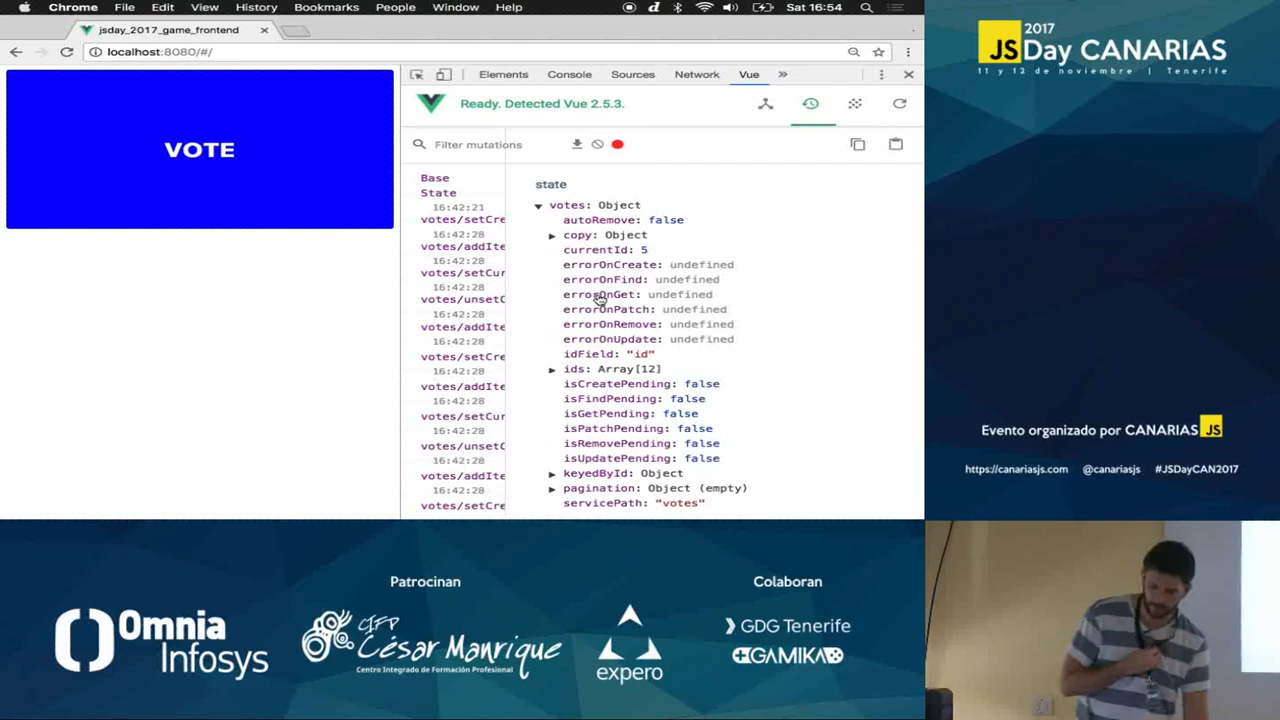 Chrome File Edit View History Bookmarks People Window Help Sat 16:54
jsday_2017_game_frontend
localhost:8080/#/
VOTE
Elements Console Sources Network Vue »
Ready. Detected Vue 2.5.3.
Filter mutations
Base
State
16:42:21
votes/setCre
16:42:28
votes/addIte
16:42:28
votes/setCur
16:42:28
votes/unsetC
16:42:28
votes/addIte
16:42:28
votes/setCre
16:42:28
votes/addIte
16:42:28
votes/setCur
16:42:28
votes/unsetC
16:42:28
votes/addIte
16:42:28
votes/setCre
state
votes: Object
autoRemove: false
copy: Object
currentId: 5
errorOnCreate: undefined
errorOnFind: undefined
errorOnGet: undefined
errorOnPatch: undefined
errorOnRemove: undefined
errorOnUpdate: undefined
idField: "id"
ids: Array[12]
isCreatePending: false
isFindPending: false
isGetPending: false
isPatchPending: false
isRemovePending: false
isUpdatePending: false
keyedById: Object
pagination: Object (empty)
servicePath: "votes"
2017
JSDay CANARIAS
11 y 12 de noviembre | Tenerife
Evento organizado por CANARIAS JS
https://canariasjs.com @canariasjs #JSDayCAN2017
Patrocinan
Omnia
Infosys
CIFP
César Manrique
Centro Integrado de Formación Profesional
expero
Colaboran
GDG Tenerife
GAMIKA